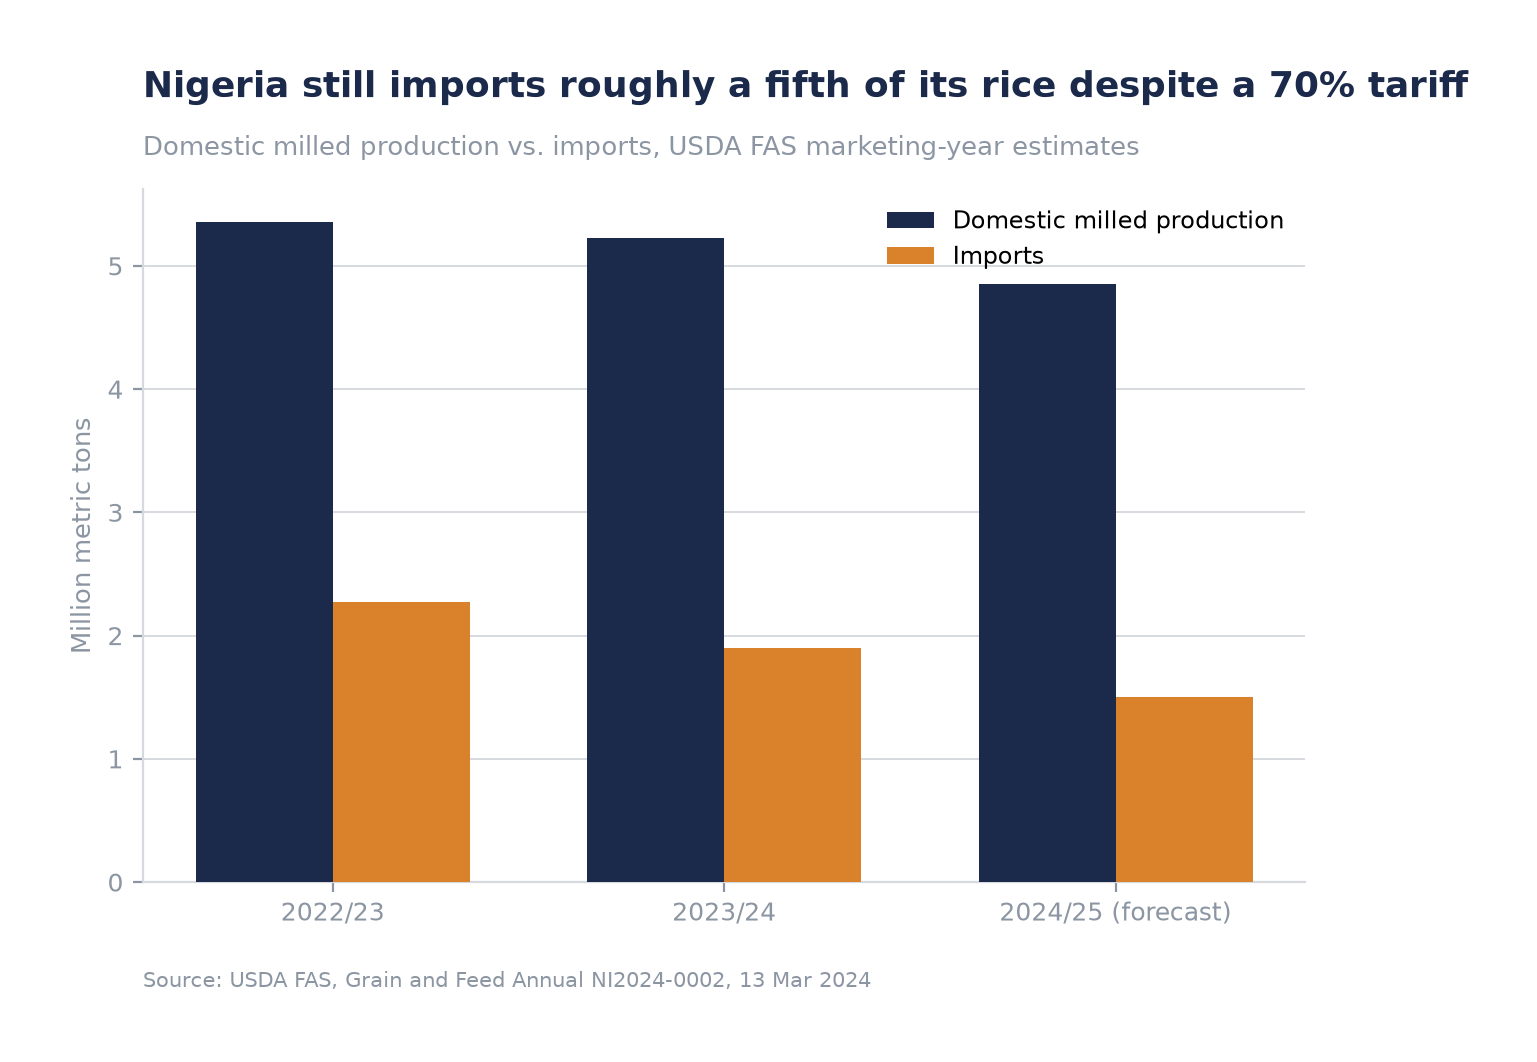 Nigeria still imports roughly a fifth of its rice despite a 70% tariff
Domestic milled production vs. imports, USDA FAS marketing-year estimates
Domestic milled production
Imports
Million metric tons
5
4
3
2
1
0
2022/23
2023/24
2024/25 (forecast)
Source: USDA FAS, Grain and Feed Annual NI2024-0002, 13 Mar 2024